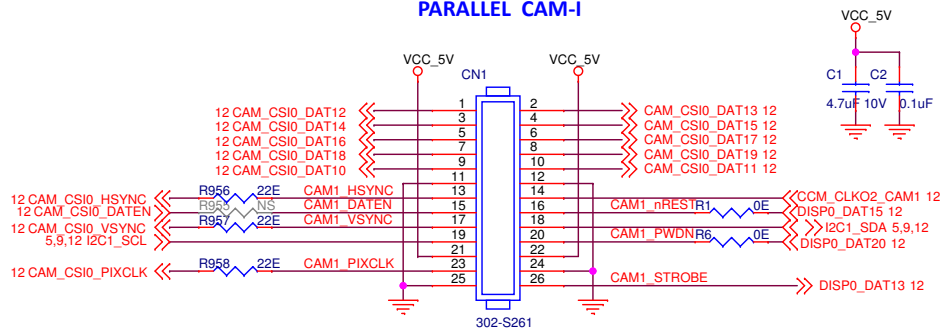 PARALLEL CAM-I
VCC_5V
C1 C2
4.7uF 10V 0.1uF
VCC_5V VCC_5V
CN1
12 CAM_CSI0_DAT12 1 2 CAM_CSI0_DAT13 12
12 CAM_CSI0_DAT14 3 4 CAM_CSI0_DAT15 12
12 CAM_CSI0_DAT16 5 6 CAM_CSI0_DAT17 12
12 CAM_CSI0_DAT18 7 8 CAM_CSI0_DAT19 12
12 CAM_CSI0_DAT10 9 10 CAM_CSI0_DAT11 12
11 12
12 CAM_CSI0_HSYNC R956 22E CAM1_HSYNC 13 14 CCM_CLKO2_CAM1 12
12 CAM_CSI0_DATEN R955 NS CAM1_DATEN 15 16 CAM1_nREST R1 0E DISP0_DAT15 12
12 CAM_CSI0_VSYNC R957 22E CAM1_VSYNC 17 18 I2C1_SDA 5,9,12
5,9,12 I2C1_SCL 19 20 CAM1_PWDN R6 0E DISP0_DAT20 12
21 22
12 CAM_CSI0_PIXCLK R958 22E CAM1_PIXCLK 23 24
25 26 CAM1_STROBE DISP0_DAT13 12
302-S261